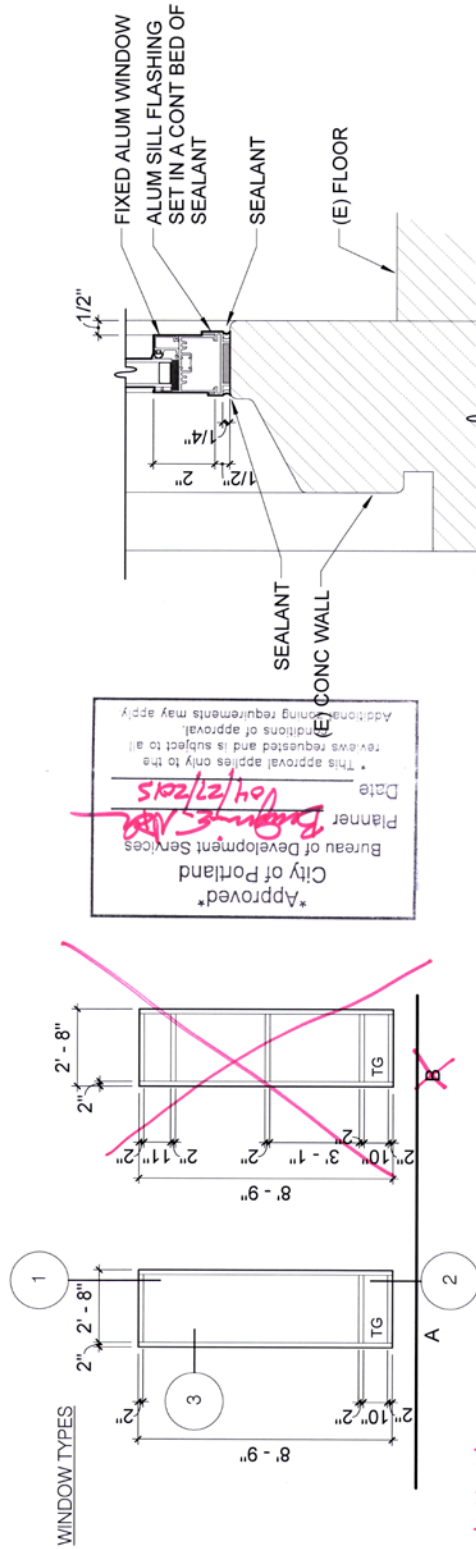 WINDOW TYPES
1
2' - 8"
2"
3
2"
8' - 9"
2"
10"
2"
TG
2
A
2' - 8"
2"
2"
11"
2"
2"
8' - 9"
3' - 1"
2"
10"
2"
TG
B
*Approved*
City of Portland
Bureau of Development Services
Planner
Date 04/27/2015
* This approval applies only to the
reviews requested and is subject to all
conditions of approval.
Additional zoning requirements may apply.
1/2"
2"
1/4"
1/2"
FIXED ALUM WINDOW
ALUM SILL FLASHING
SET IN A CONT BED OF
SEALANT
SEALANT
(E) FLOOR
SEALANT
(E) CONC WALL